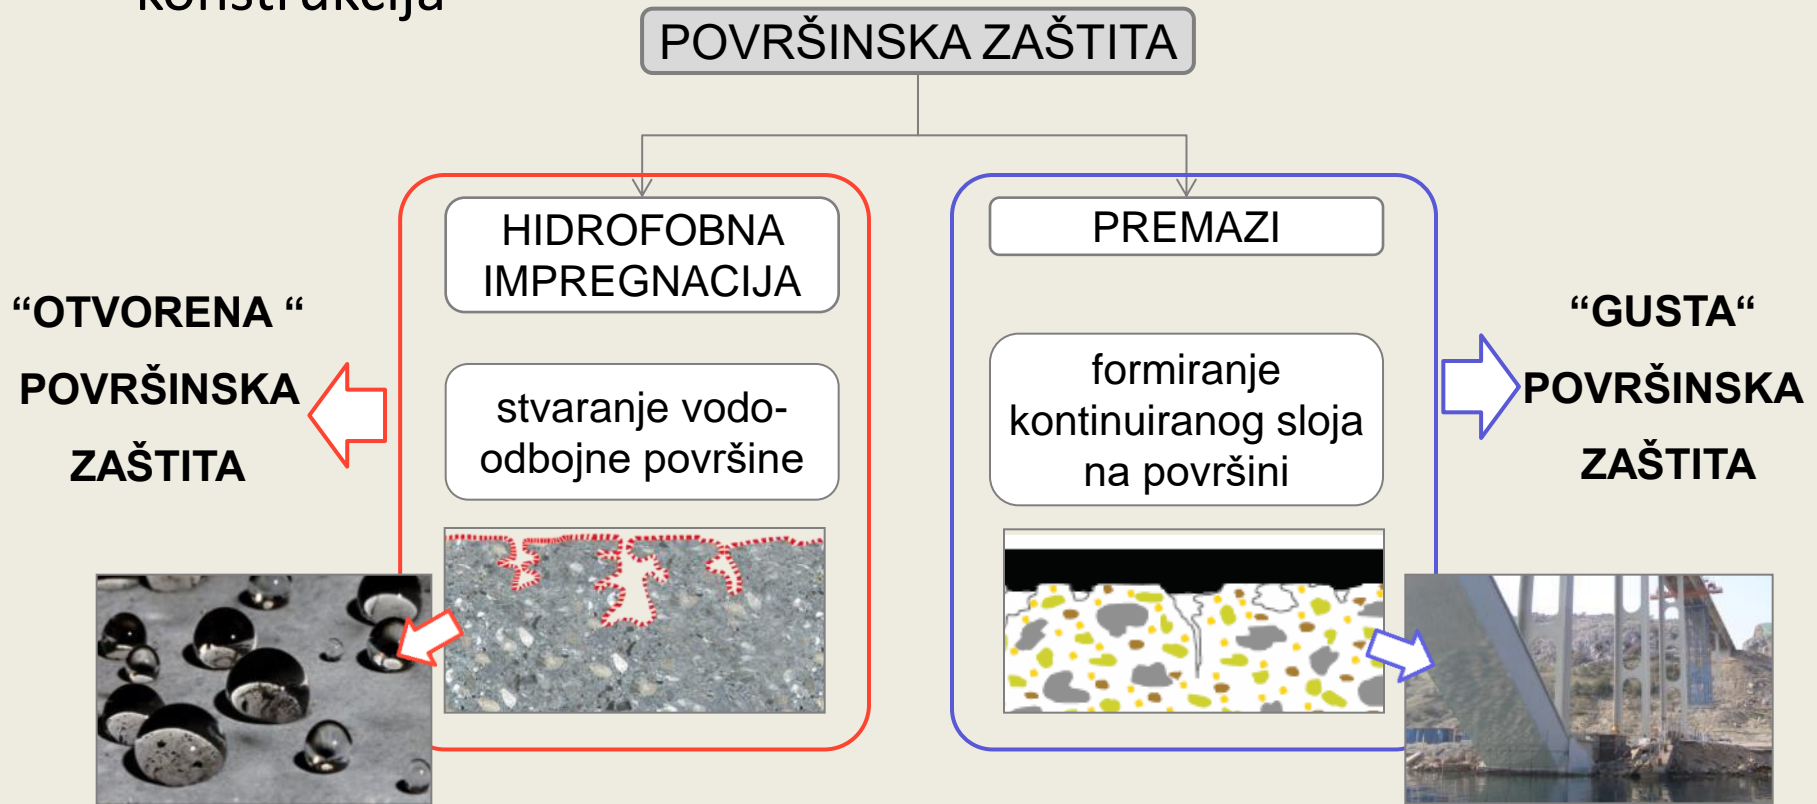 konstrukcija
POVRŠINSKA ZAŠTITA
HIDROFOBNA
IMPREGNACIJA
PREMAZI
“OTVORENA “
POVRŠINSKA
ZAŠTITA
stvaranje vodo-
odbojne površine
formiranje
kontinuiranog sloja
na površini
“GUSTA“
POVRŠINSKA
ZAŠTITA